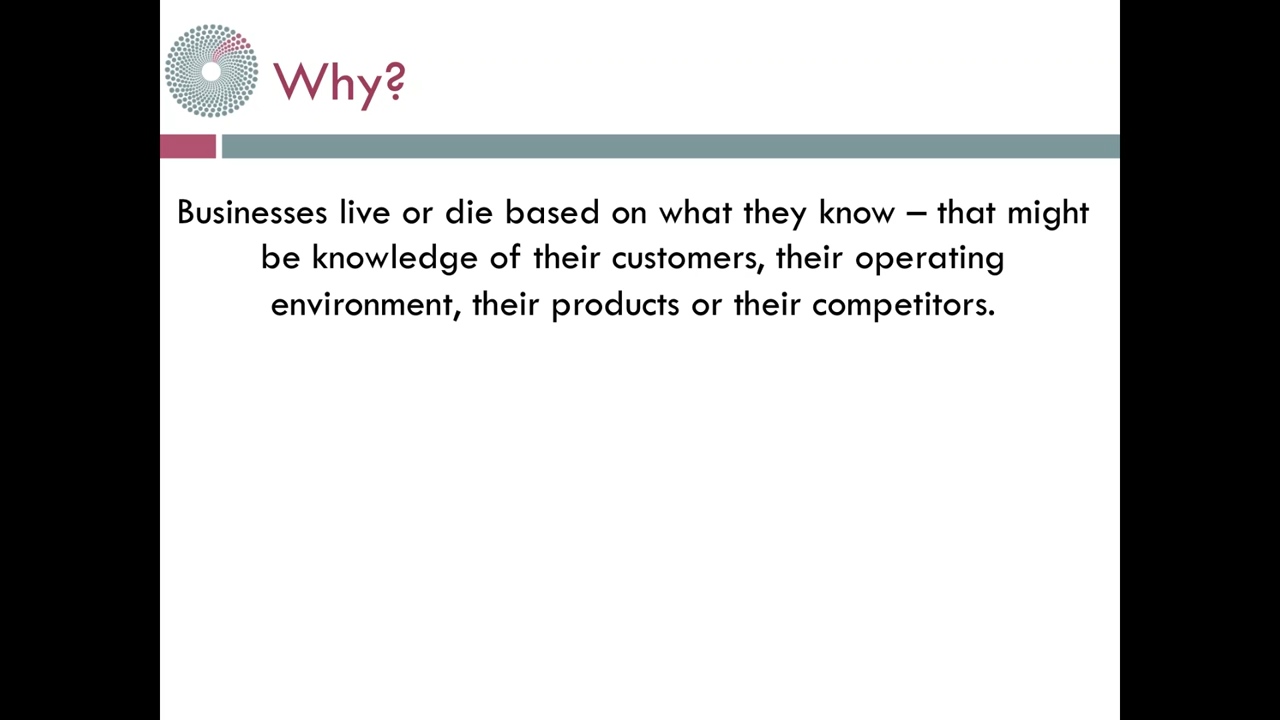 Why?
Businesses live or die based on what they know – that might
be knowledge of their customers, their operating
environment, their products or their competitors.